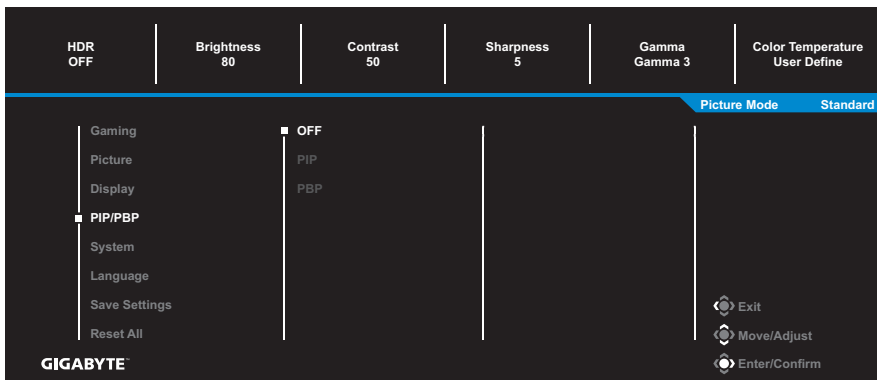 HDR Brightness Contrast Sharpness Gamma Color Temperature
OFF 80 50 5 Gamma 3 User Define
Picture Mode Standard
Gaming OFF
Picture PIP
Display PBP
PIP/PBP
System
Language
Save Settings Exit
Reset All Move/Adjust
GIGABYTE™ Enter/Confirm